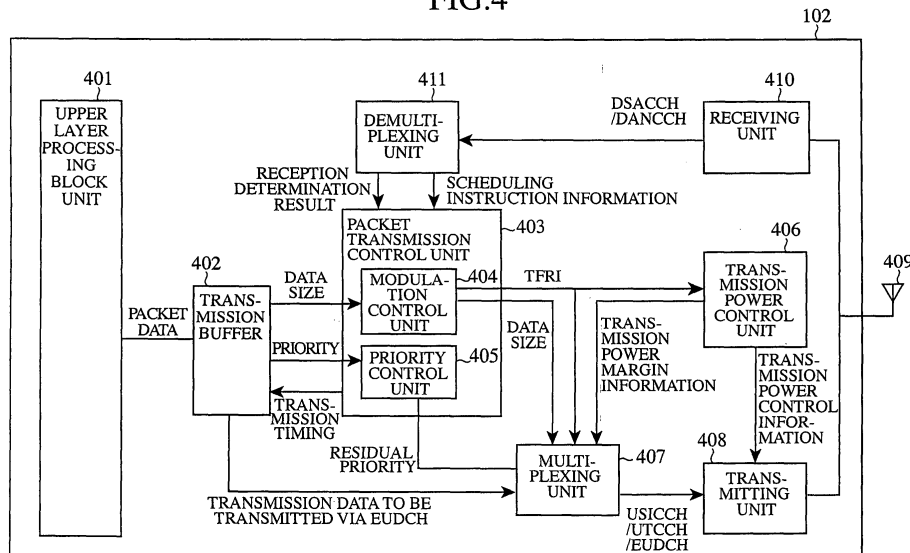 FIG.4
102
401
UPPER
LAYER
PROCESS-
ING
BLOCK
UNIT
411
DEMULTI-
PLEXING
UNIT
DSACCH
/DANCCH
410
RECEIVING
UNIT
RECEPTION
DETERMINATION
RESULT
SCHEDULING
INSTRUCTION INFORMATION
PACKET
TRANSMISSION
CONTROL UNIT
403
402
TRANS-
MISSION
BUFFER
PACKET
DATA
DATA
SIZE
MODULA-
TION
CONTROL
UNIT
404
TFRI
406
TRANS-
MISSION
POWER
CONTROL
UNIT
409
PRIORITY
PRIORITY
CONTROL
UNIT
405
DATA
SIZE
TRANS-
MISSION
POWER
MARGIN
INFORMATION
TRANS-
MISSION
POWER
CONTROL
INFOR-
MATION
TRANS-
MISSION
TIMING
RESIDUAL
PRIORITY
MULTI-
PLEXING
UNIT
407
408
TRANS-
MITTING
UNIT
TRANSMISSION DATA TO BE
TRANSMITTED VIA EUDCH
USICCH
/UTCCH
/EUDCH